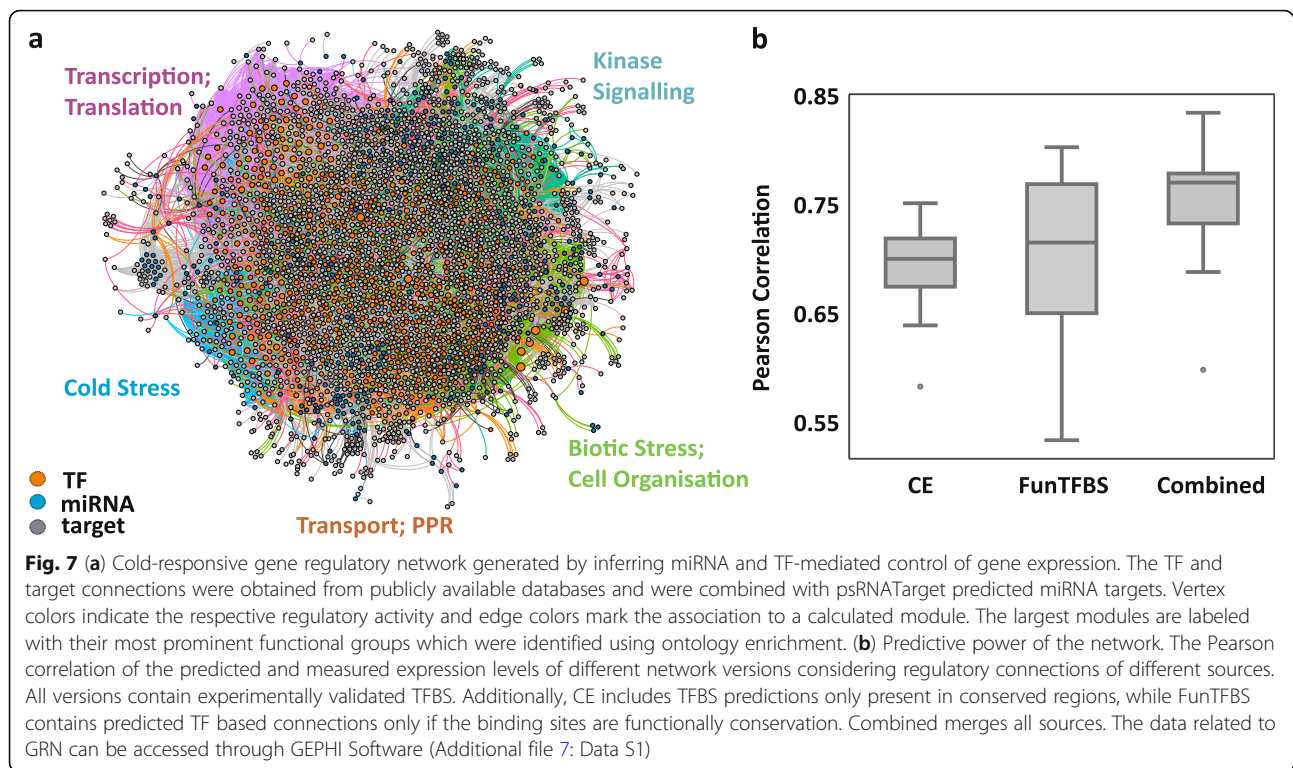 a
Transcription;
Translation
Kinase
Signalling
Cold Stress
Biotic Stress;
Cell Organisation
Transport; PPR
TF
miRNA
target
b
Pearson Correlation
0.85
0.75
0.65
0.55
CE FunTFBS Combined
Fig. 7 (a) Cold-responsive gene regulatory network generated by inferring miRNA and TF-mediated control of gene expression. The TF and
target connections were obtained from publicly available databases and were combined with psRNATarget predicted miRNA targets. Vertex
colors indicate the respective regulatory activity and edge colors mark the association to a calculated module. The largest modules are labeled
with their most prominent functional groups which were identified using ontology enrichment. (b) Predictive power of the network. The Pearson
correlation of the predicted and measured expression levels of different network versions considering regulatory connections of different sources.
All versions contain experimentally validated TFBS. Additionally, CE includes TFBS predictions only present in conserved regions, while FunTFBS
contains predicted TF based connections only if the binding sites are functionally conservation. Combined merges all sources. The data related to
GRN can be accessed through GEPHI Software (Additional file 7: Data S1)